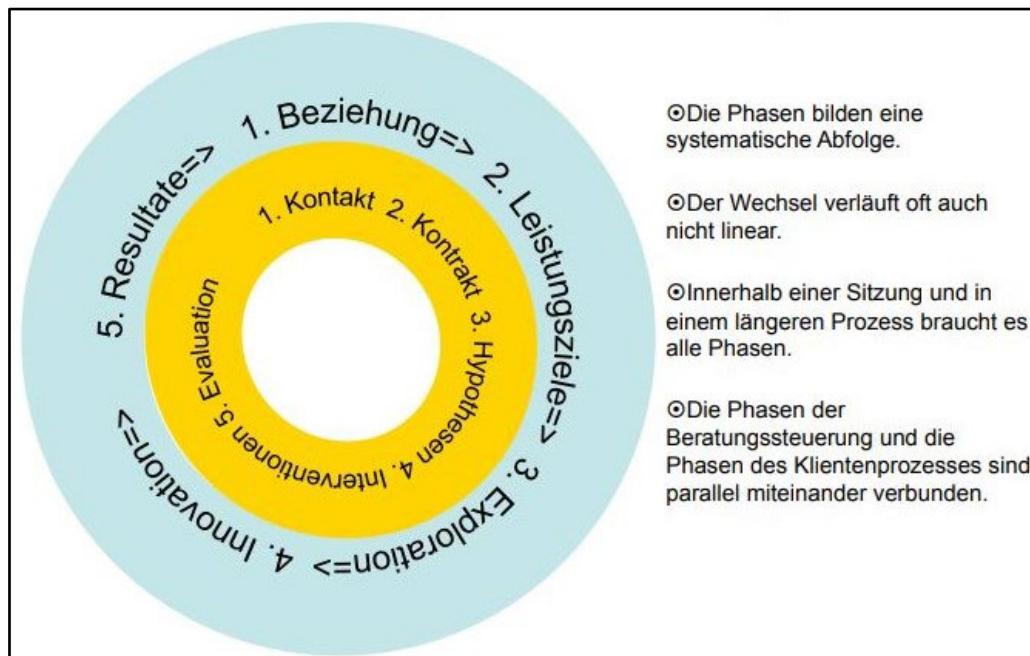 1. Beziehung=> 2. Leistungsziele=> 3. Exploration=> 4. Innovation=> 5. Resultate=>
1. Kontakt 2. Kontrakt 3. Hypothesen 4. Interventionen 5. Evaluation
⊙Die Phasen bilden eine
systematische Abfolge.
⊙Der Wechsel verläuft oft auch
nicht linear.
⊙Innerhalb einer Sitzung und in
einem längeren Prozess braucht es
alle Phasen.
⊙Die Phasen der
Beratungssteuerung und die
Phasen des Klientenprozesses sind
parallel miteinander verbunden.